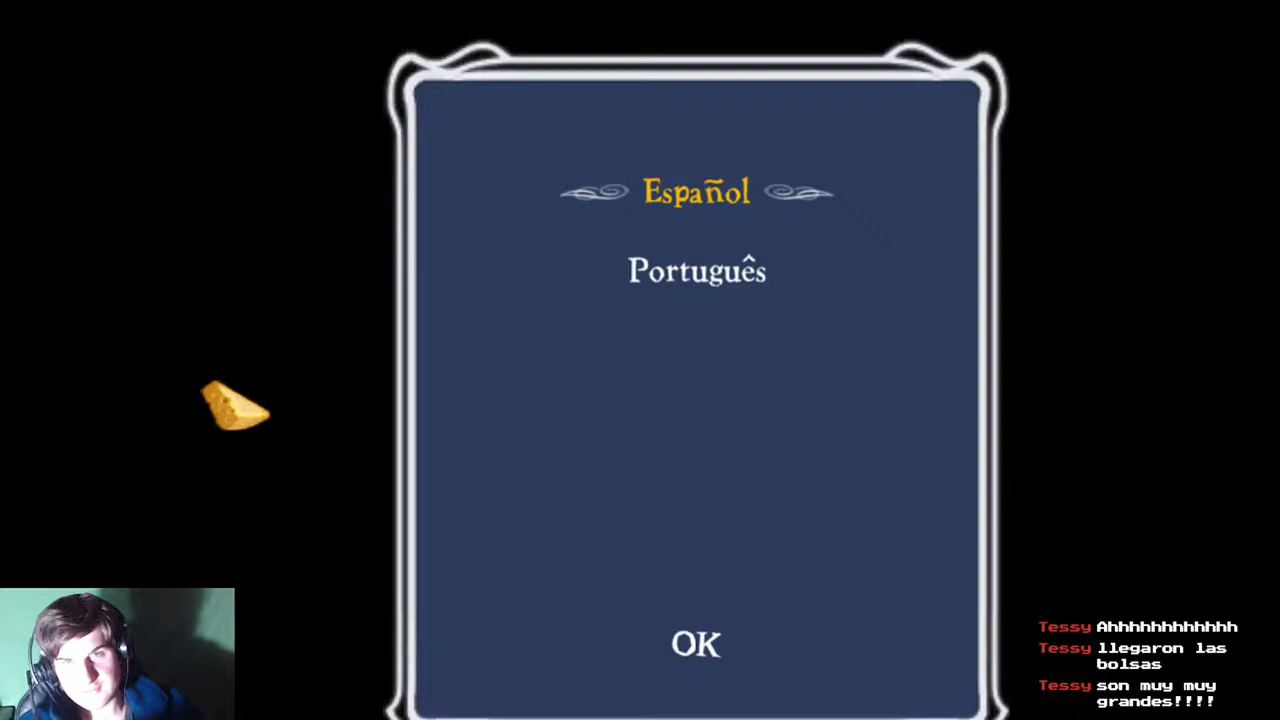 Español
Português
OK
Tessy Ahhhhhhhhhhhh
Tessy llegaron las
bolsas
Tessy son muy muy
grandes!!!!